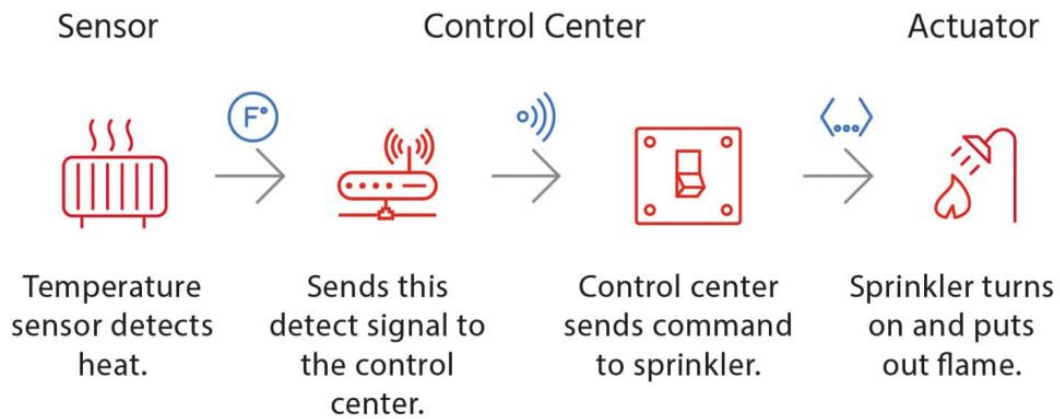 Sensor
Control Center
Actuator
F°
Temperature
sensor detects
heat.
Sends this
detect signal to
the control
center.
Control center
sends command
to sprinkler.
Sprinkler turns
on and puts
out flame.